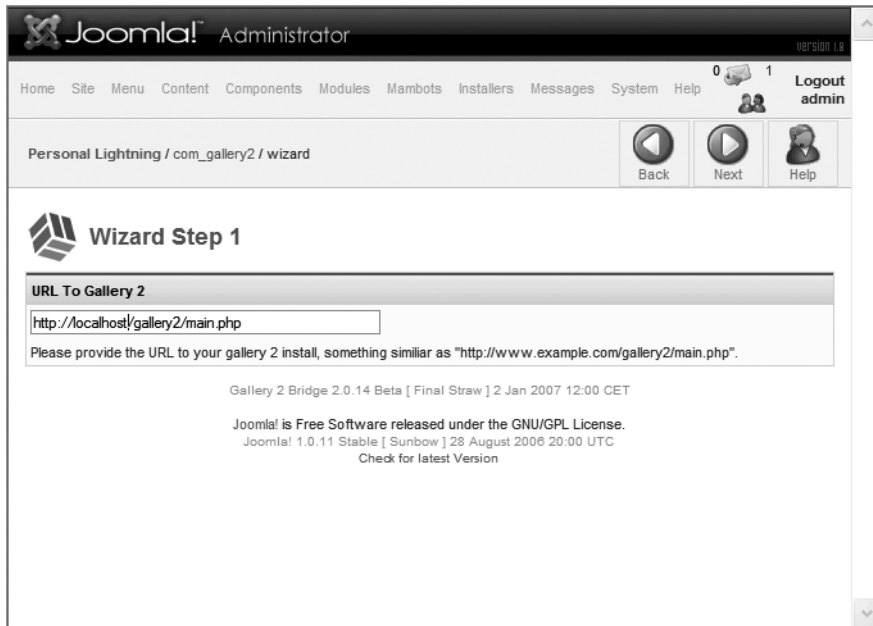 Joomla!™ Administrator
version 1.0
Home Site Menu Content Components Modules Mambots Installers Messages System Help 0 1 Logout
admin
Personal Lightning / com_gallery2 / wizard
Back Next Help
Wizard Step 1
URL To Gallery 2
http://localhost/gallery2/main.php
Please provide the URL to your gallery 2 install, something similiar as "http://www.example.com/gallery2/main.php".
Gallery 2 Bridge 2.0.14 Beta [ Final Straw ] 2 Jan 2007 12:00 CET
Joomla! is Free Software released under the GNU/GPL License.
Joomla! 1.0.11 Stable [ Sunbow ] 28 August 2006 20:00 UTC
Check for latest Version